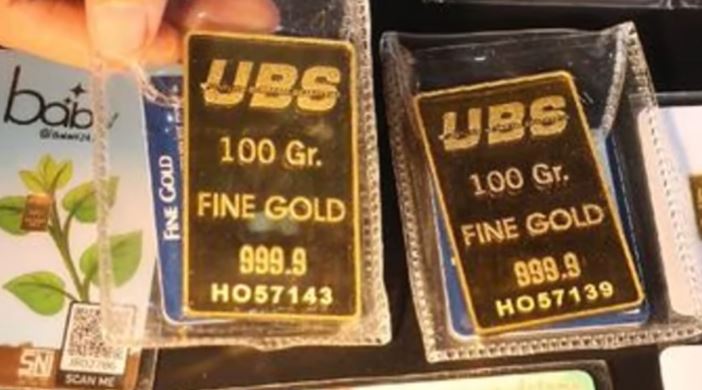 UBS
100 Gr.
FINE GOLD
999.9
HO57143
FINE GOLD
UBS
100 Gr.
FINE GOLD
999.9
HO57139
SNI
SCAN ME